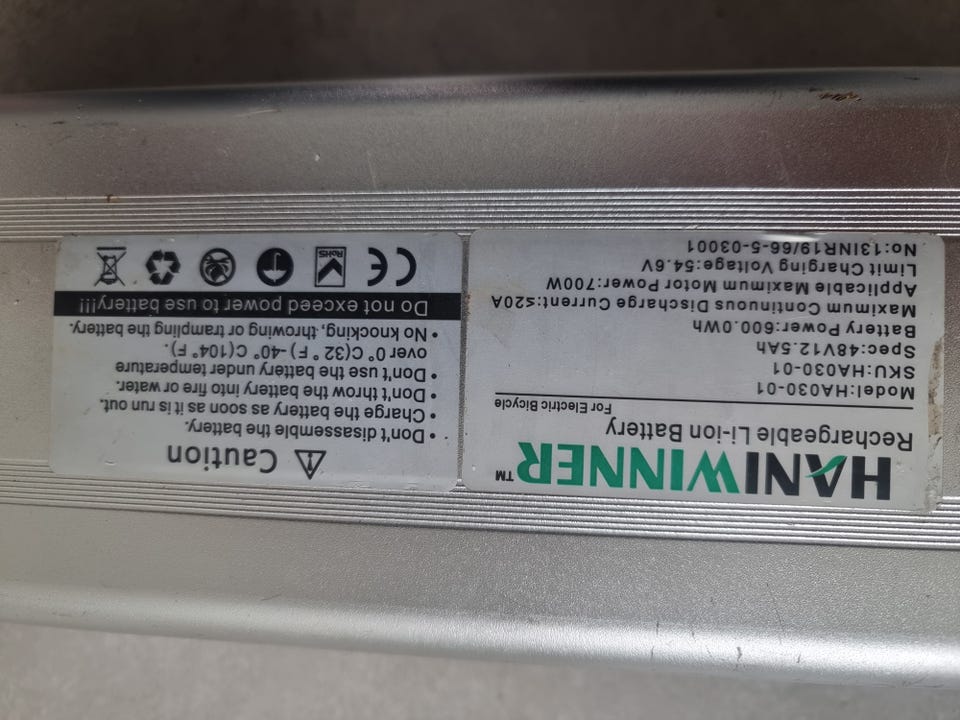 HANIWINNER™
Rechargeable Li-ion Battery
For Electric Bicycle
Model:HA030-01
SKU:HA030-01
Spec:48V12.5Ah
Battery Power:600.0Wh
Maximum Continuous Discharge Current:≤20A
Applicable Maximum Motor Power:700W
Limit Charging Voltage:54.6V
No:13INR19/66-5-03001
Caution
• Don't disassemble the battery.
• Charge the battery as soon as it is run out.
• Don't throw the battery into fire or water.
• Don't use the battery under temperature
over 0° C(32 ° F) -40° C(104° F).
• No knocking, throwing or trampling the battery.
Do not exceed power to use battery!!!
CE
RoHS